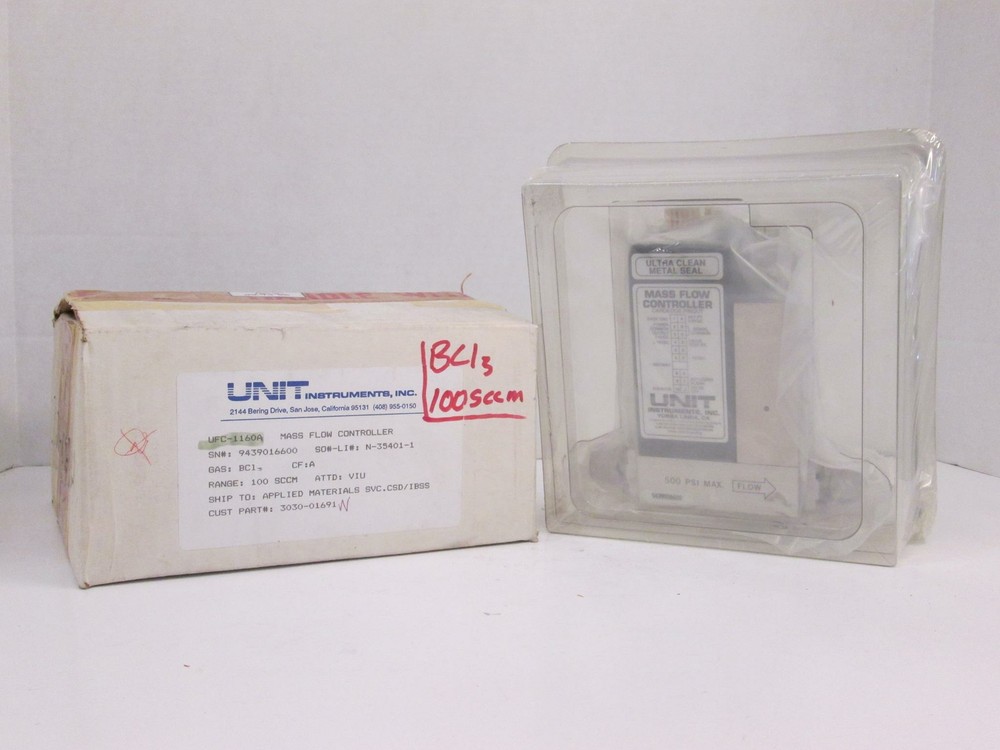 UNIT INSTRUMENTS, INC.
2144 Bering Drive, San Jose, California 95131 (408) 955-0150
UFC-1160A MASS FLOW CONTROLLER
SN#: 9439016600 SO#-LI#: N-35401-1
GAS: BCl3 CF:A
RANGE: 100 SCCM ATTD: VIU
SHIP TO: APPLIED MATERIALS SVC.CSD/IBSS
CUST PART#: 3030-01691 N
BCl3
100sccm
ULTRA CLEAN
METAL SEAL
MASS FLOW
CONTROLLER
UNIT
INSTRUMENTS, INC.
500 PSI MAX.
FLOW